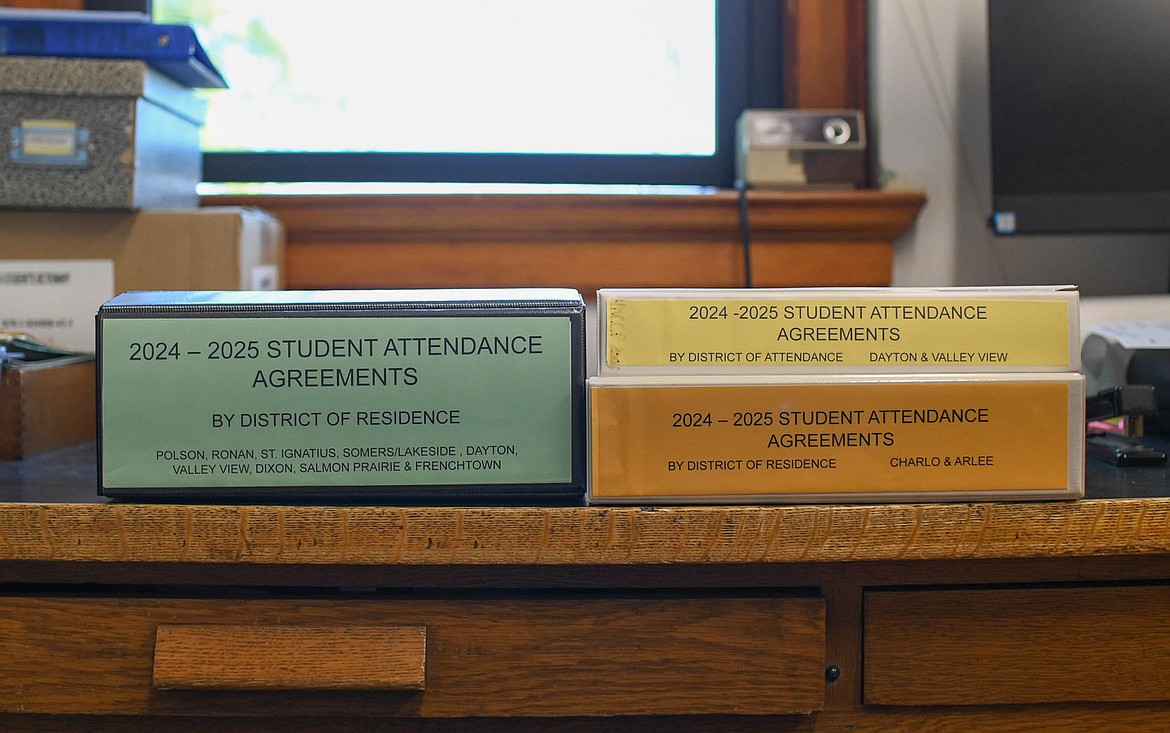 2024 – 2025 STUDENT ATTENDANCE
AGREEMENTS
BY DISTRICT OF RESIDENCE
POLSON, RONAN, ST. IGNATIUS, SOMERS/LAKESIDE , DAYTON,
VALLEY VIEW, DIXON, SALMON PRAIRIE & FRENCHTOWN
2024 -2025 STUDENT ATTENDANCE
AGREEMENTS
BY DISTRICT OF ATTENDANCE DAYTON & VALLEY VIEW
2024 – 2025 STUDENT ATTENDANCE
AGREEMENTS
BY DISTRICT OF RESIDENCE CHARLO & ARLEE